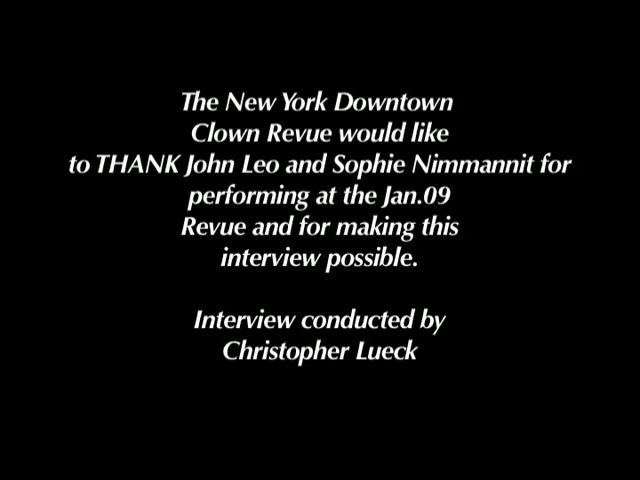 The New York Downtown
Clown Revue would like
to THANK John Leo and Sophie Nimmannit for
performing at the Jan.09
Revue and for making this
interview possible.
Interview conducted by
Christopher Lueck